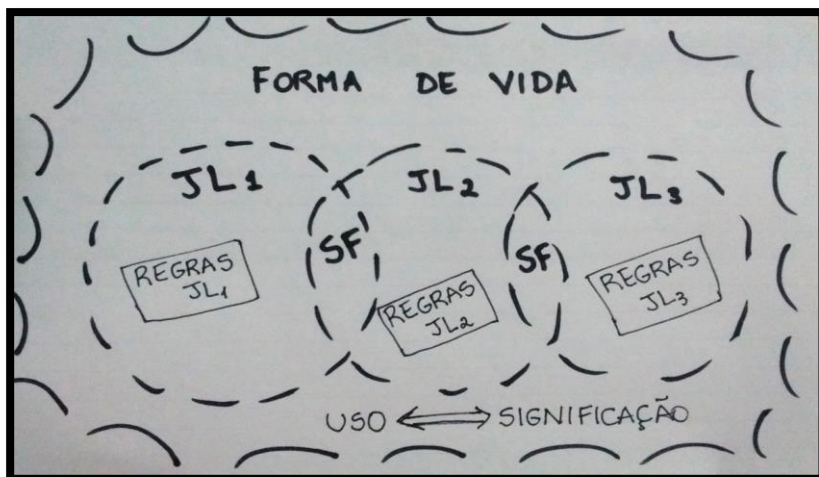 FORMA DE VIDA
JL1
JL2
JL3
SF
SF
REGRAS
JL1
REGRAS
JL2
REGRAS
JL3
USO ⟺ SIGNIFICAÇÃO